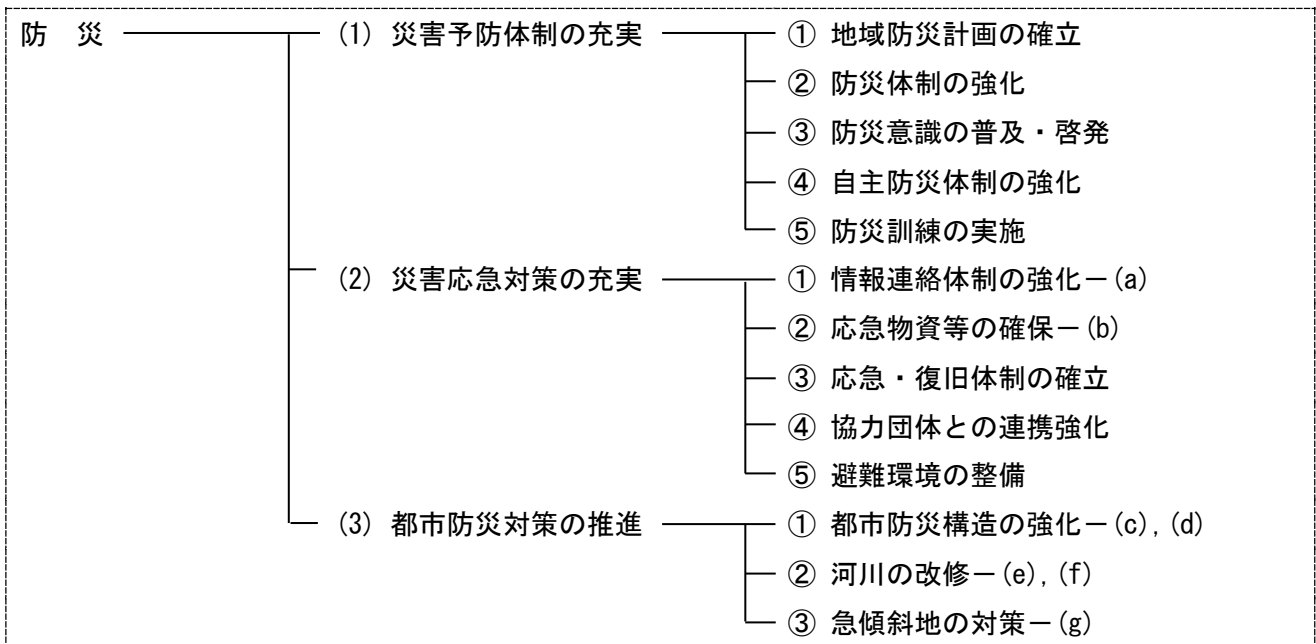 防　災　(1) 災害予防体制の充実　① 地域防災計画の確立
② 防災体制の強化
③ 防災意識の普及・啓発
④ 自主防災体制の強化
⑤ 防災訓練の実施
(2) 災害応急対策の充実　① 情報連絡体制の強化－(a)
② 応急物資等の確保－(b)
③ 応急・復旧体制の確立
④ 協力団体との連携強化
⑤ 避難環境の整備
(3) 都市防災対策の推進　① 都市防災構造の強化－(c), (d)
② 河川の改修－(e), (f)
③ 急傾斜地の対策－(g)